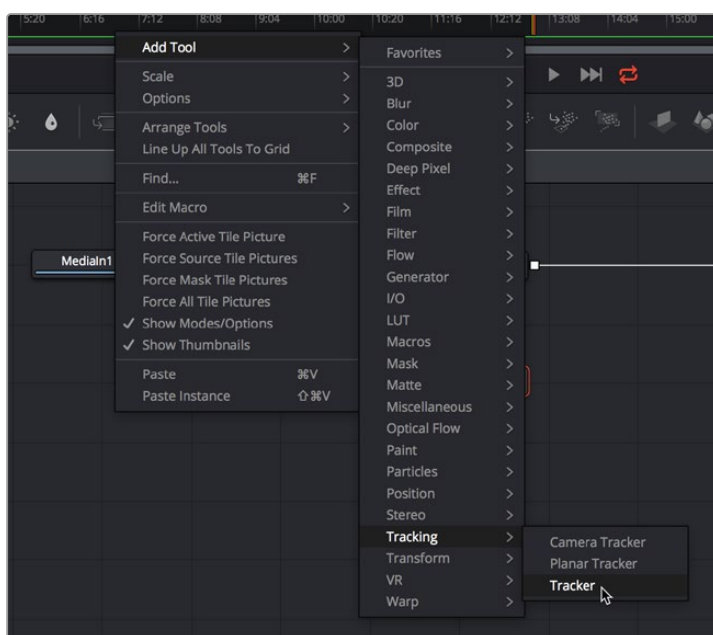 5:20 6:16 7:12 8:08 9:04 10:00 10:20 11:16 12:12 13:08 14:04 15:00
MediaIn1
Add Tool >
Scale >
Options >
Arrange Tools >
Line Up All Tools To Grid
Find... ⌘F
Edit Macro >
Force Active Tile Picture
Force Source Tile Pictures
Force Mask Tile Pictures
Force All Tile Pictures
✓ Show Modes/Options
✓ Show Thumbnails
Paste ⌘V
Paste Instance ⇧⌘V
Favorites >
3D >
Blur >
Color >
Composite >
Deep Pixel >
Effect >
Film >
Filter >
Flow >
Generator >
I/O >
LUT >
Macros >
Mask >
Matte >
Miscellaneous >
Optical Flow >
Paint >
Particles >
Position >
Stereo >
Tracking >
Transform >
VR >
Warp >
Camera Tracker
Planar Tracker
Tracker